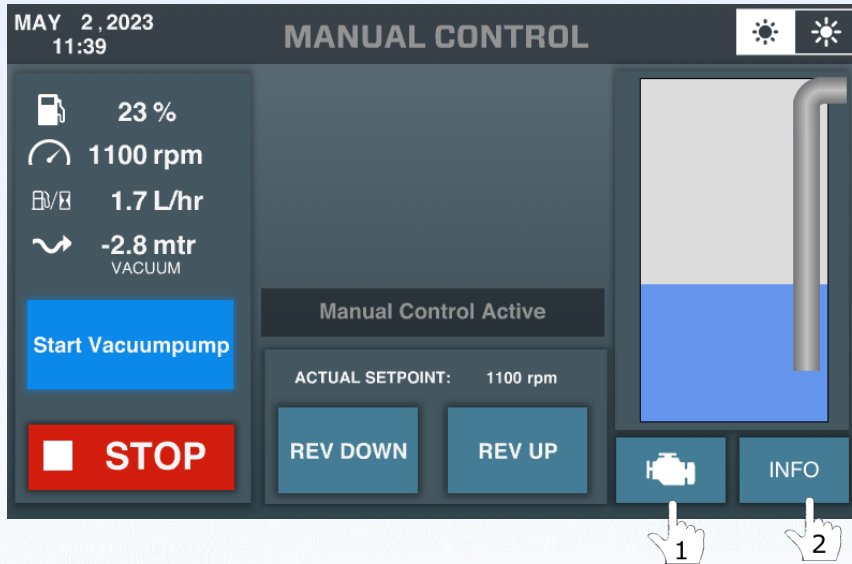 MAY 2,2023
11:39
MANUAL CONTROL
23 %
1100 rpm
1.7 L/hr
-2.8 mtr
VACUUM
Start Vacuumpump
STOP
Manual Control Active
ACTUAL SETPOINT: 1100 rpm
REV DOWN
REV UP
INFO
1
2